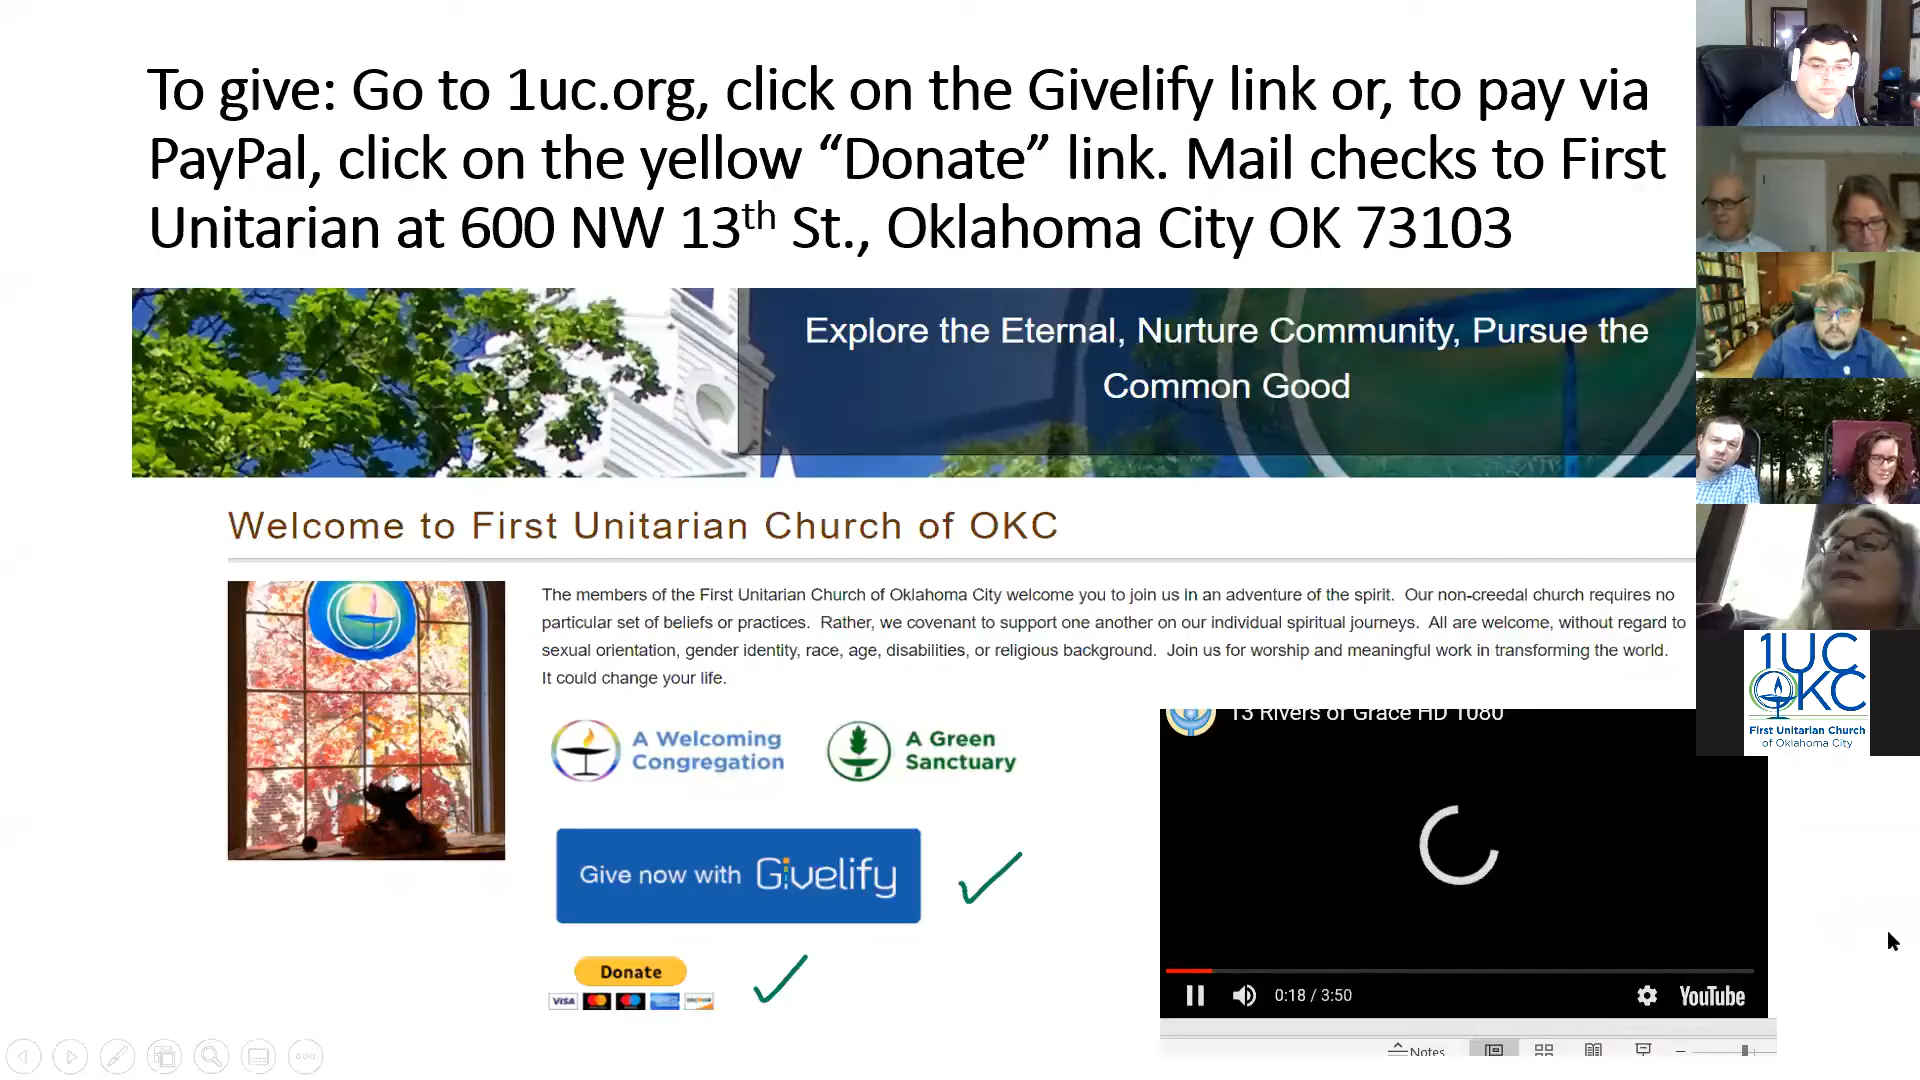 To give: Go to 1uc.org, click on the Givelify link or, to pay via
PayPal, click on the yellow “Donate” link. Mail checks to First
Unitarian at 600 NW 13th St., Oklahoma City OK 73103
Explore the Eternal, Nurture Community, Pursue the
Common Good
Welcome to First Unitarian Church of OKC
The members of the First Unitarian Church of Oklahoma City welcome you to join us in an adventure of the spirit. Our non-creedal church requires no
particular set of beliefs or practices. Rather, we covenant to support one another on our individual spiritual journeys. All are welcome, without regard to
sexual orientation, gender identity, race, age, disabilities, or religious background. Join us for worship and meaningful work in transforming the world.
It could change your life.
A Welcoming
Congregation
A Green
Sanctuary
Give now with Givelify
Donate
VISA
DISCOVER
13 Rivers of Grace HD 1080
0:18 / 3:50
YouTube
Notes
1UC
OKC
First Unitarian Church
of Oklahoma City